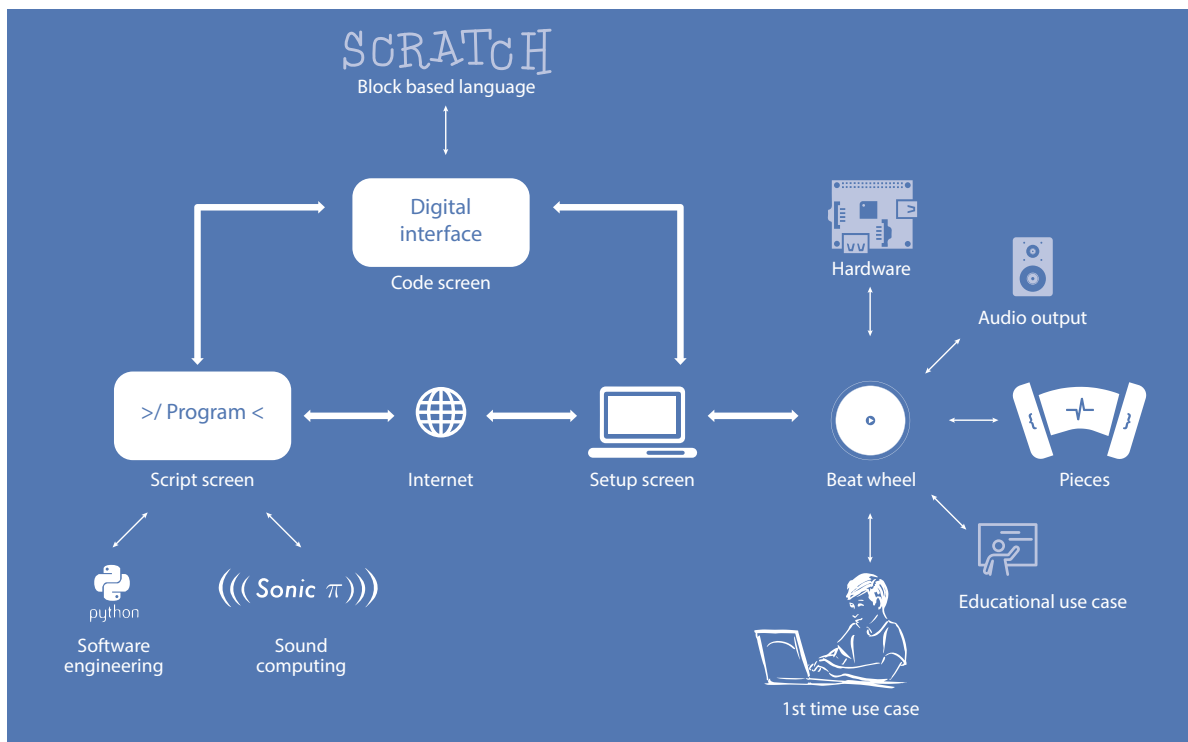 SCRATCH
Block based language
Digital
interface
Code screen
Hardware
Audio output
>/ Program <
{
}
Script screen
Internet
Setup screen
Beat wheel
Pieces
python
(((Sonic π)))
Software
engineering
Sound
computing
Educational use case
1st time use case